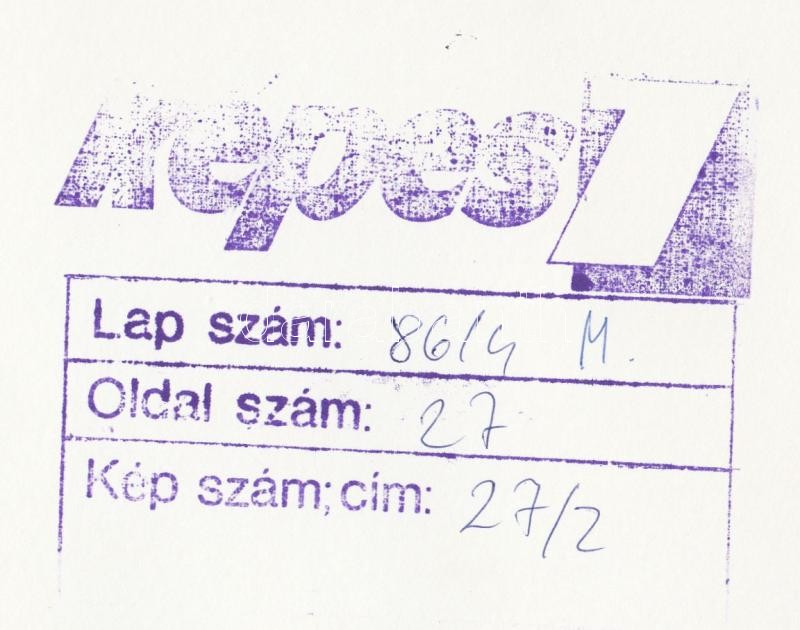 Képes 7
Lap szám: 86/4 M.
Oldal szám: 27
Kép szám; cím: 27/2